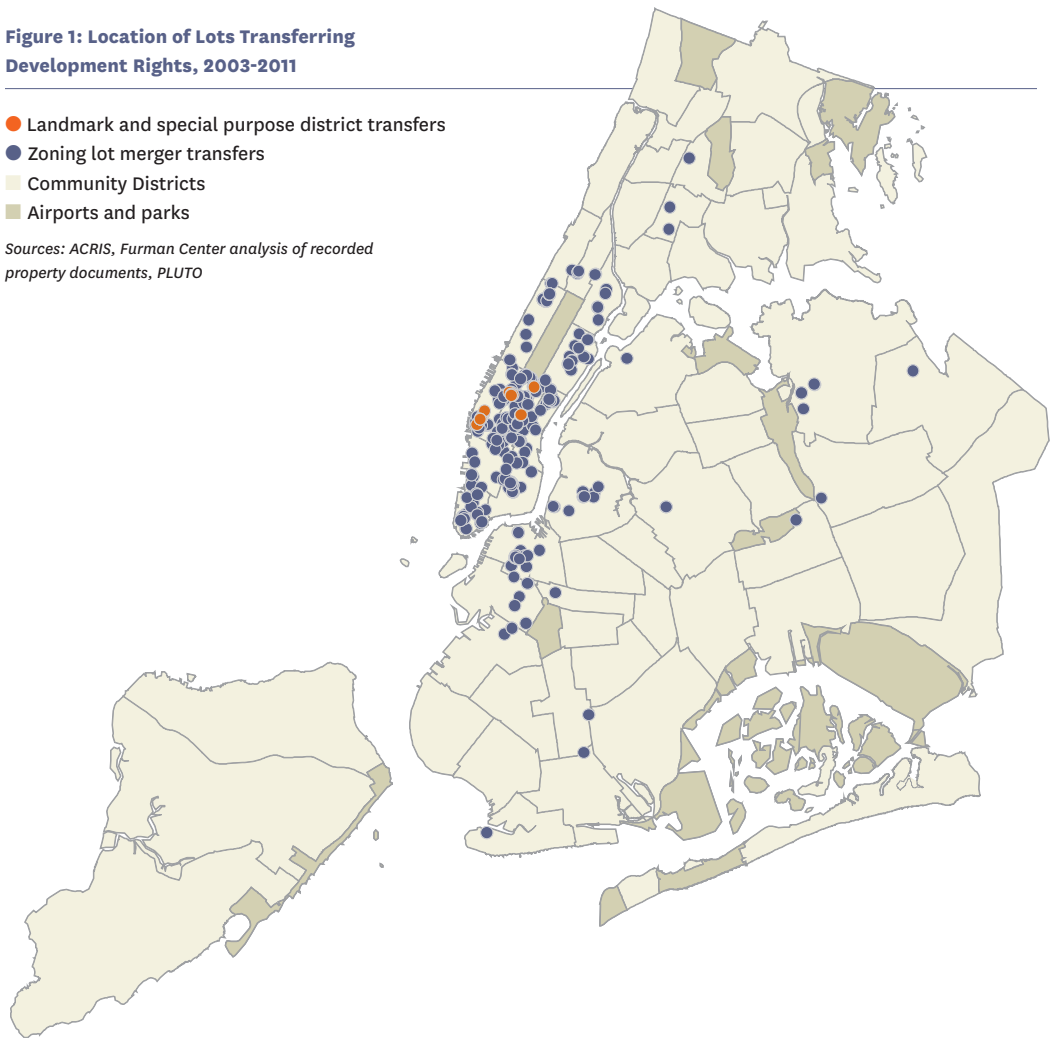 Figure 1: Location of Lots Transferring
Development Rights, 2003-2011
Landmark and special purpose district transfers
Zoning lot merger transfers
Community Districts
Airports and parks
Sources: ACRIS, Furman Center analysis of recorded
property documents, PLUTO